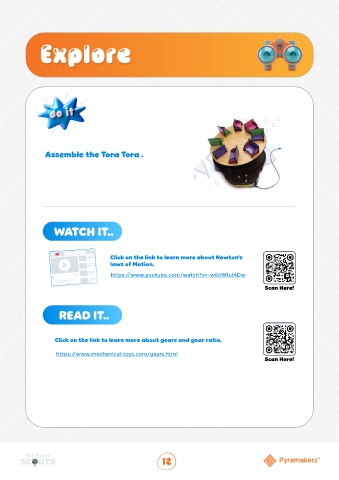 Explore
do it
Assemble the Tora Tora .
WATCH IT..
Click on the link to learn more about Newton's
laws of Motion.
https://www.youtube.com/watch?v=-w6oW1ut4Dw
Scan Here!
READ IT..
Click on the link to learn more about gears and gear ratio.
https://www.mechanical-toys.com/gears.html
Scan Here!
STEAM
SCOUTS
12
Pyramakerz